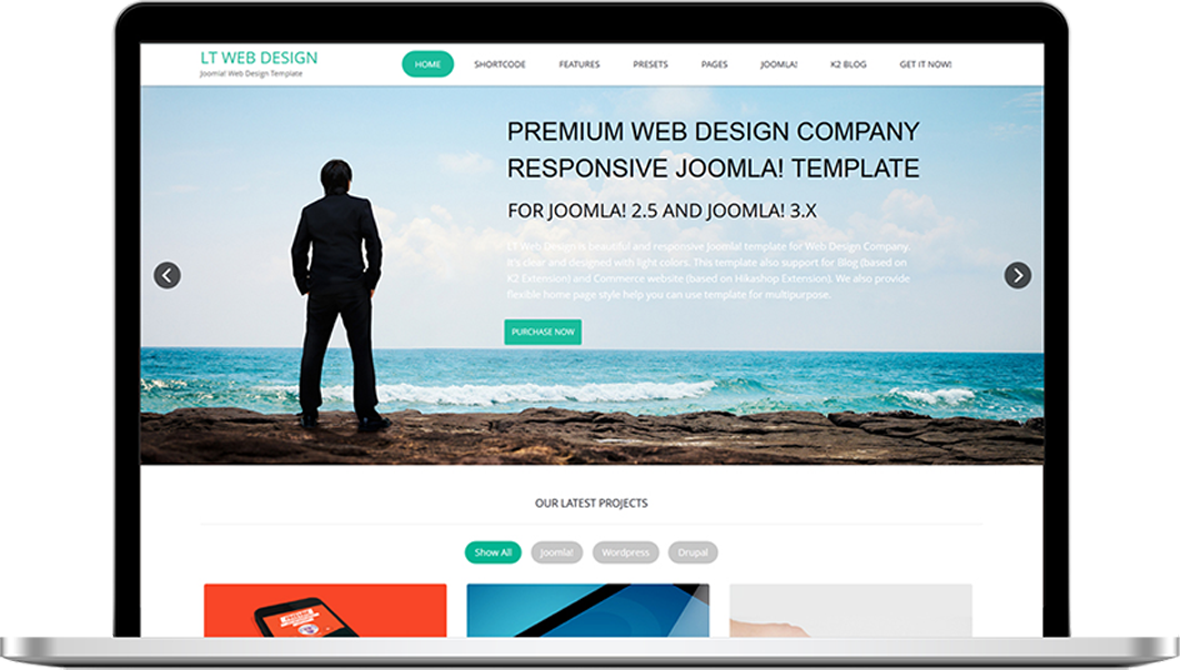 LT WEB DESIGN
Joomla! Web Design Template
HOME SHORTCODE FEATURES PRESETS PAGES JOOMLA! K2 BLOG GET IT NOW!
PREMIUM WEB DESIGN COMPANY
RESPONSIVE JOOMLA! TEMPLATE
FOR JOOMLA! 2.5 AND JOOMLA! 3.X
LT Web Design is beautiful and responsive Joomla! template for Web Design Company.
It's clear and designed with light colors. This template also support for Blog (based on
K2 Extension) and Commerce website (based on Hikashop Extension). We also provide
flexible home page style help you can use template for multipurpose.
PURCHASE NOW
OUR LATEST PROJECTS
Show All Joomla! Wordpress Drupal